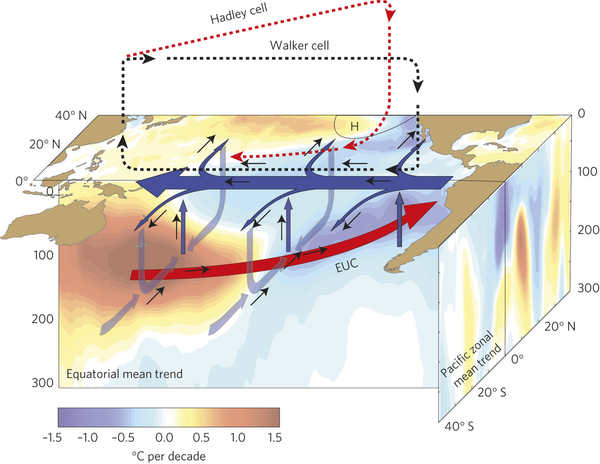 Hadley cell
Walker cell
H
40° N
20° N
0°
0
100
200
300
0
100
200
300
EUC
Equatorial mean trend
Pacific zonal
mean trend
20° N
0°
20° S
40° S
–1.5 –1.0 –0.5 0.0 0.5 1.0 1.5
°C per decade